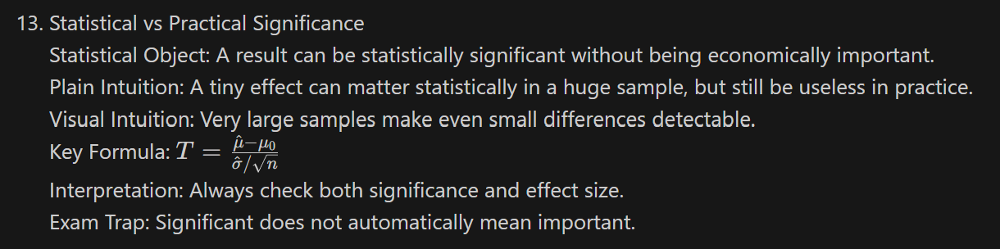 13. Statistical vs Practical Significance
Statistical Object: A result can be statistically significant without being economically important.
Plain Intuition: A tiny effect can matter statistically in a huge sample, but still be useless in practice.
Visual Intuition: Very large samples make even small differences detectable.
Key Formula: $T = \frac{\hat{\mu}-\mu_0}{\hat{\sigma}/\sqrt{n}}$
Interpretation: Always check both significance and effect size.
Exam Trap: Significant does not automatically mean important.